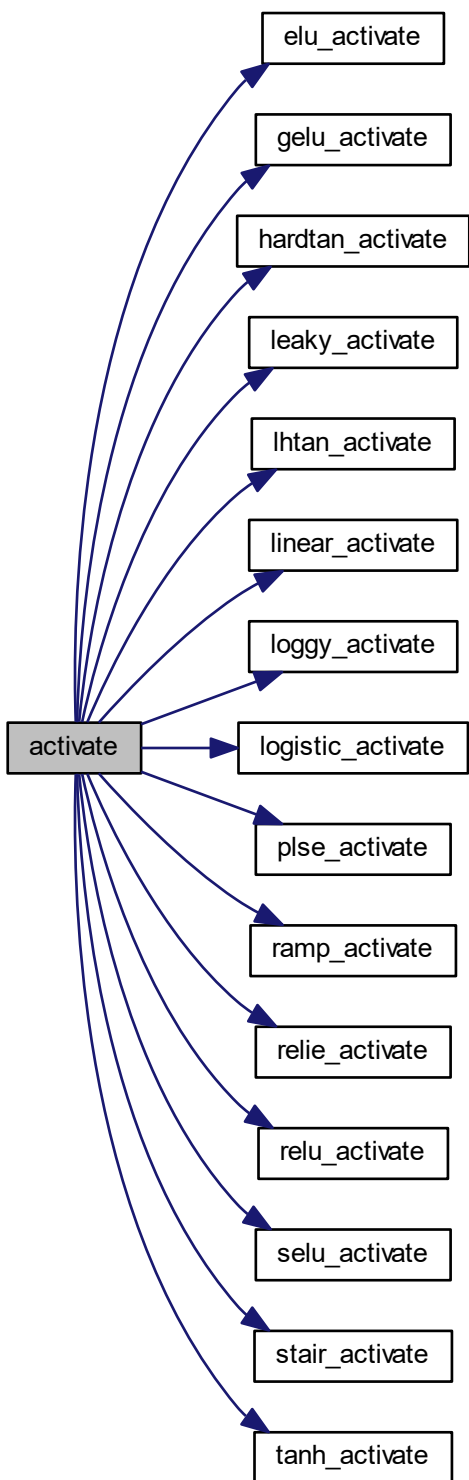 elu_activate
gelu_activate
hardtan_activate
leaky_activate
lhtan_activate
linear_activate
loggy_activate
activate
logistic_activate
plse_activate
ramp_activate
relie_activate
relu_activate
selu_activate
stair_activate
tanh_activate